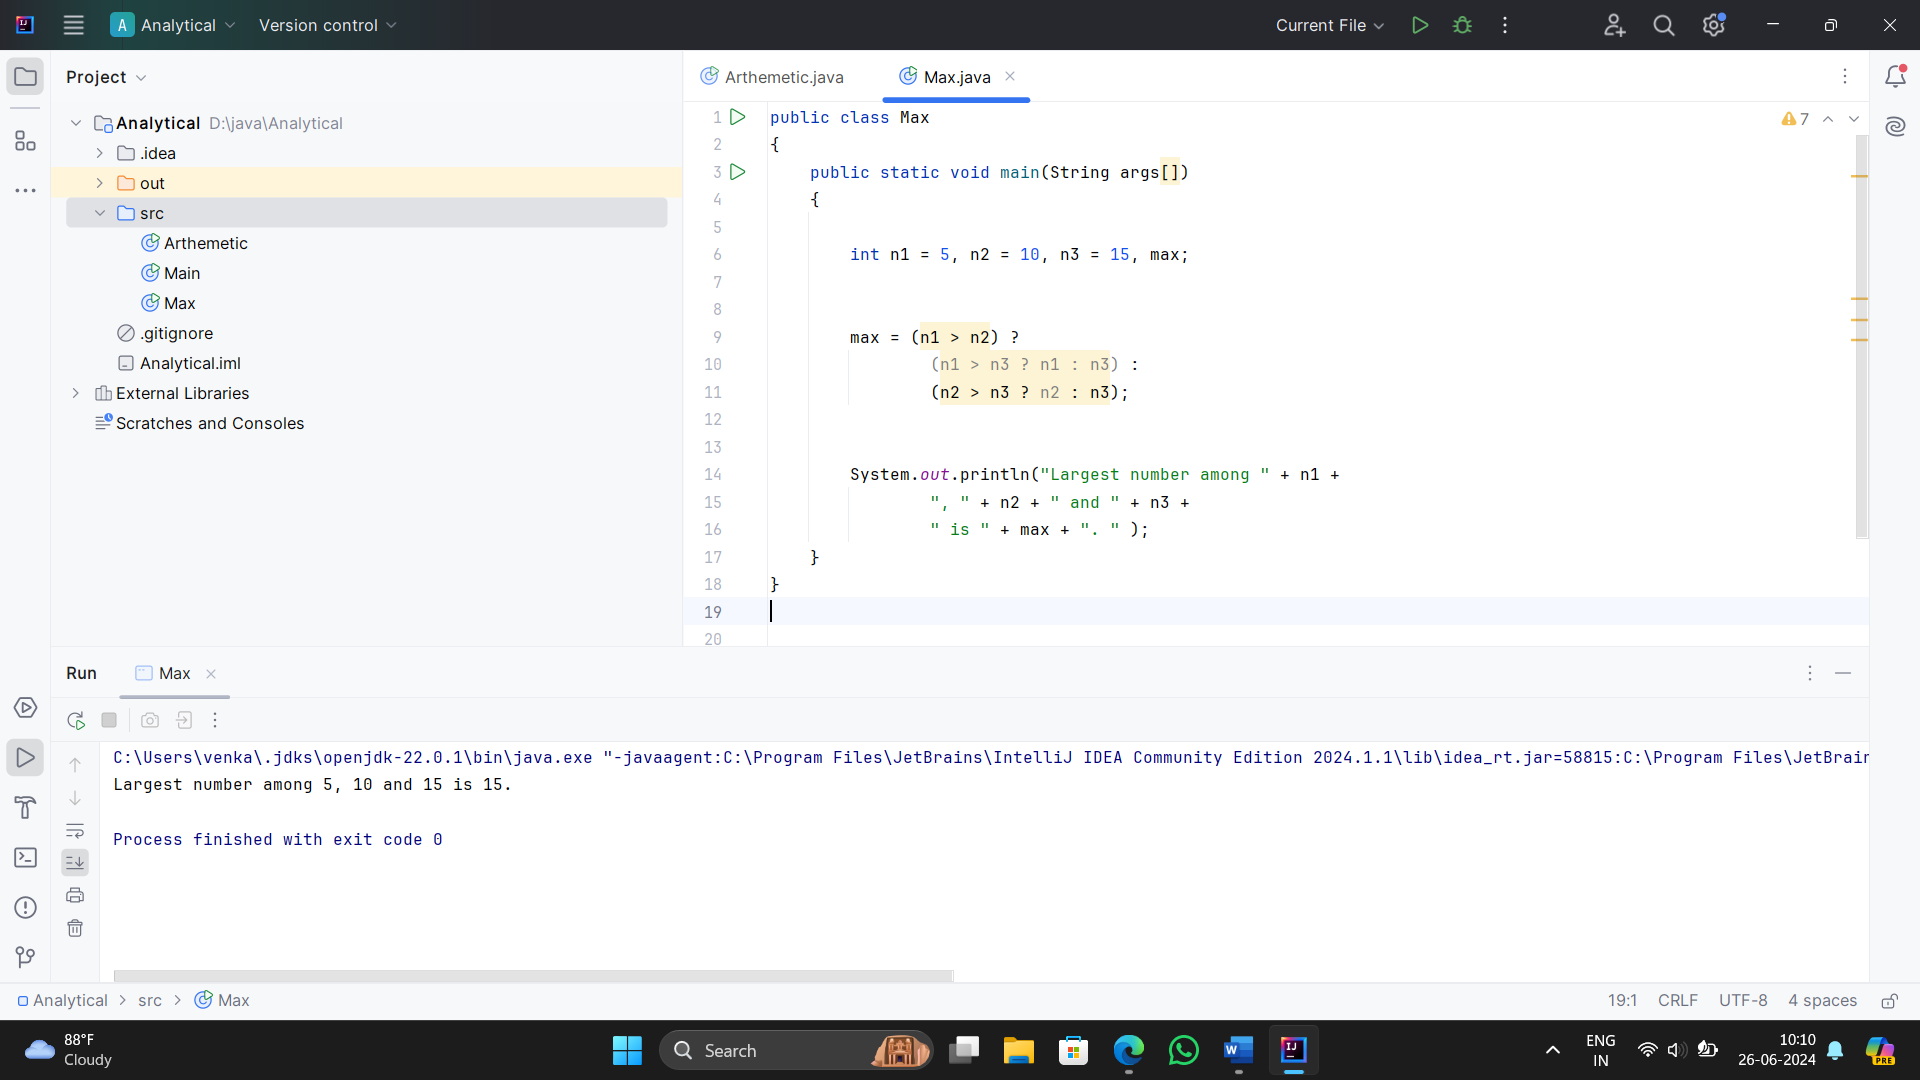 A Analytical Version control Current File
Project
Arthemetic.java Max.java
Analytical D:\java\Analytical
.idea
out
src
Arthemetic
Main
Max
.gitignore
Analytical.iml
External Libraries
Scratches and Consoles
7
1 public class Max
2 {
3 public static void main(String args[])
4 {
5
6 int n1 = 5, n2 = 10, n3 = 15, max;
7
8
9 max = (n1 > n2) ?
10 (n1 > n3 ? n1 : n3) :
11 (n2 > n3 ? n2 : n3);
12
13
14 System.out.println("Largest number among " + n1 +
15 ", " + n2 + " and " + n3 +
16 " is " + max + ". " );
17 }
18 }
19
20
Run Max
C:\Users\venka\.jdks\openjdk-22.0.1\bin\java.exe "-javaagent:C:\Program Files\JetBrains\IntelliJ IDEA Community Edition 2024.1.1\lib\idea_rt.jar=58815:C:\Program Files\JetBrain
Largest number among 5, 10 and 15 is 15.
Process finished with exit code 0
Analytical > src > Max 19:1 CRLF UTF-8 4 spaces
88°F
Cloudy
Search
ENG
IN
10:10
26-06-2024
PRE